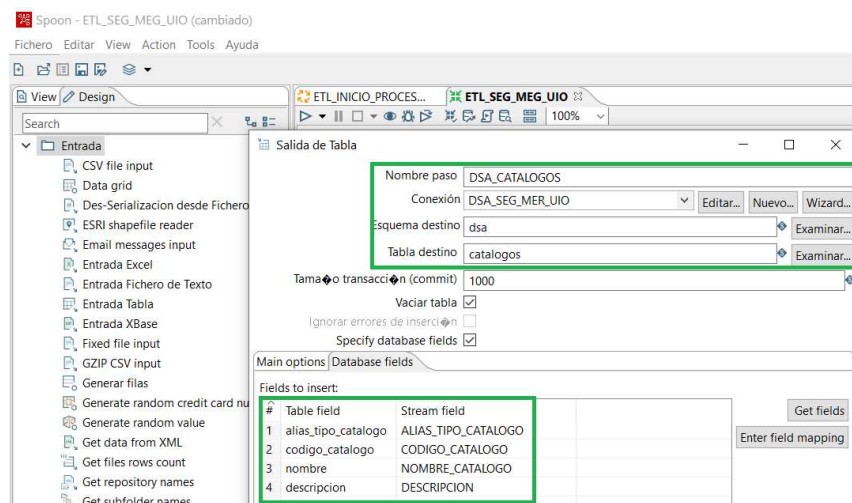 Spoon - ETL_SEG_MEG_UIO (cambiado)
Fichero Editar View Action Tools Ayuda
View Design
ETL_INICIO_PROCES... ETL_SEG_MEG_UIO
Search
100%
Entrada
CSV file input
Data grid
Des-Serializacion desde Fichero
ESRI shapefile reader
Email messages input
Entrada Excel
Entrada Fichero de Texto
Entrada Tabla
Entrada XBase
Fixed file input
GZIP CSV input
Generar filas
Generate random credit card nu
Generate random value
Get data from XML
Get files rows count
Get repository names
Get subfolder names
Salida de Tabla
Nombre paso DSA_CATALOGOS
Conexión DSA_SEG_MER_UIO Editar... Nuevo... Wizard...
Esquema destino dsa Examinar...
Tabla destino catalogos Examinar...
Tama�o transacci�n (commit) 1000
Vaciar tabla
Ignorar errores de inserci�n
Specify database fields
Main options Database fields
Fields to insert:
# Table field Stream field
1 alias_tipo_catalogo ALIAS_TIPO_CATALOGO
2 codigo_catalogo CODIGO_CATALOGO
3 nombre NOMBRE_CATALOGO
4 descripcion DESCRIPCION
Get fields
Enter field mapping